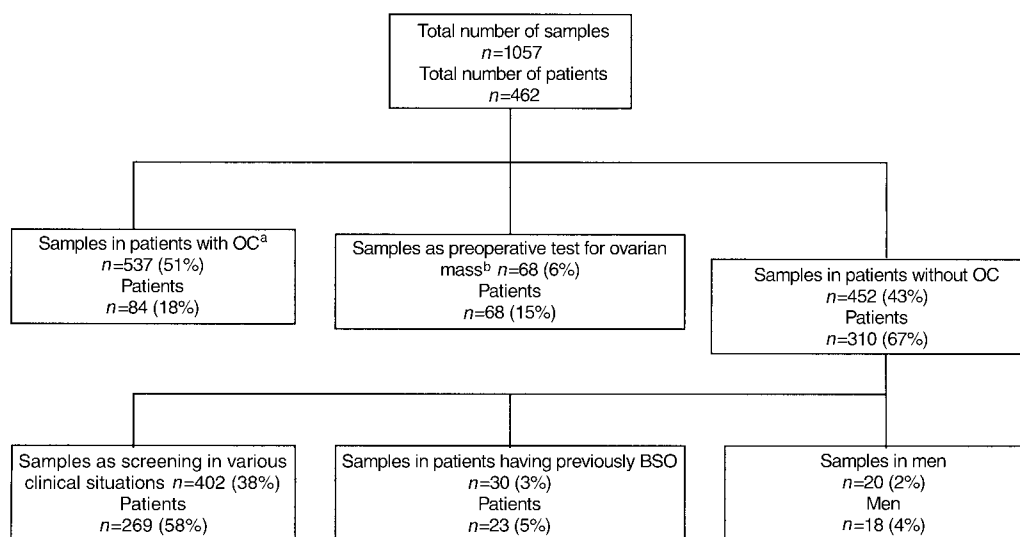 Total number of samples
n=1057
Total number of patients
n=462
Samples in patients with OCᵃ
n=537 (51%)
Patients
n=84 (18%)
Samples as preoperative test for ovarian
massᵇ n=68 (6%)
Patients
n=68 (15%)
Samples in patients without OC
n=452 (43%)
Patients
n=310 (67%)
Samples as screening in various
clinical situations n=402 (38%)
Patients
n=269 (58%)
Samples in patients having previously BSO
n=30 (3%)
Patients
n=23 (5%)
Samples in men
n=20 (2%)
Men
n=18 (4%)